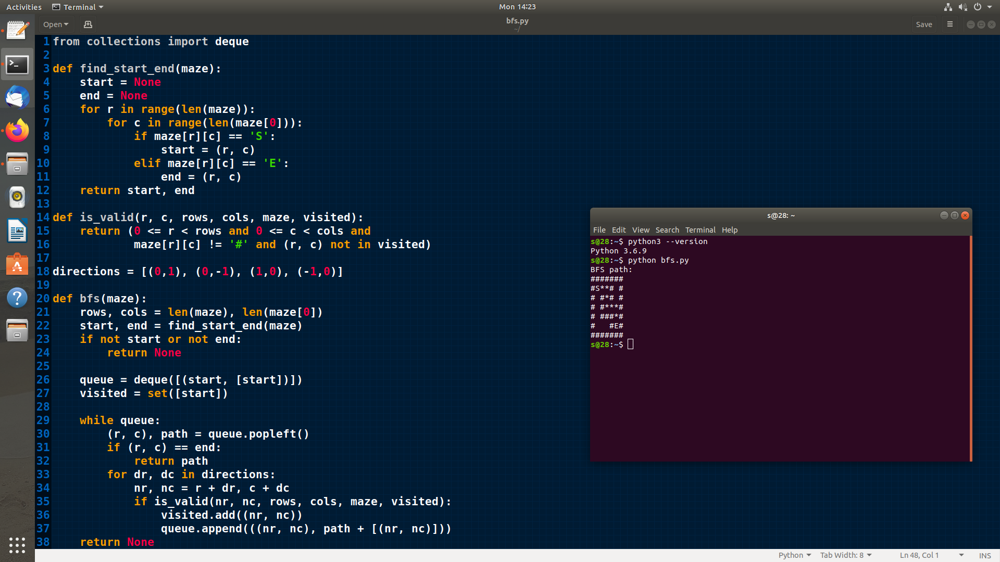 Activities Terminal Mon 14:23
Open bfs.py Save
~/
1 from collections import deque
2
3 def find_start_end(maze):
4     start = None
5     end = None
6     for r in range(len(maze)):
7         for c in range(len(maze[0])):
8             if maze[r][c] == 'S':
9                 start = (r, c)
10             elif maze[r][c] == 'E':
11                 end = (r, c)
12     return start, end
13
14 def is_valid(r, c, rows, cols, maze, visited):
15     return (0 <= r < rows and 0 <= c < cols and
16             maze[r][c] != '#' and (r, c) not in visited)
17
18 directions = [(0,1), (0,-1), (1,0), (-1,0)]
19
20 def bfs(maze):
21     rows, cols = len(maze), len(maze[0])
22     start, end = find_start_end(maze)
23     if not start or not end:
24         return None
25
26     queue = deque([(start, [start])])
27     visited = set([start])
28
29     while queue:
30         (r, c), path = queue.popleft()
31         if (r, c) == end:
32             return path
33         for dr, dc in directions:
34             nr, nc = r + dr, c + dc
35             if is_valid(nr, nc, rows, cols, maze, visited):
36                 visited.add((nr, nc))
37                 queue.append(((nr, nc), path + [(nr, nc)]))
38     return None
s@28: ~
File Edit View Search Terminal Help
s@28:~$ python3 --version
Python 3.6.9
s@28:~$ python bfs.py
BFS path:
#######
#S**# #
# #*# #
# #***#
# ###*#
#   #E#
#######
s@28:~$
Python Tab Width: 8 Ln 48, Col 1 INS